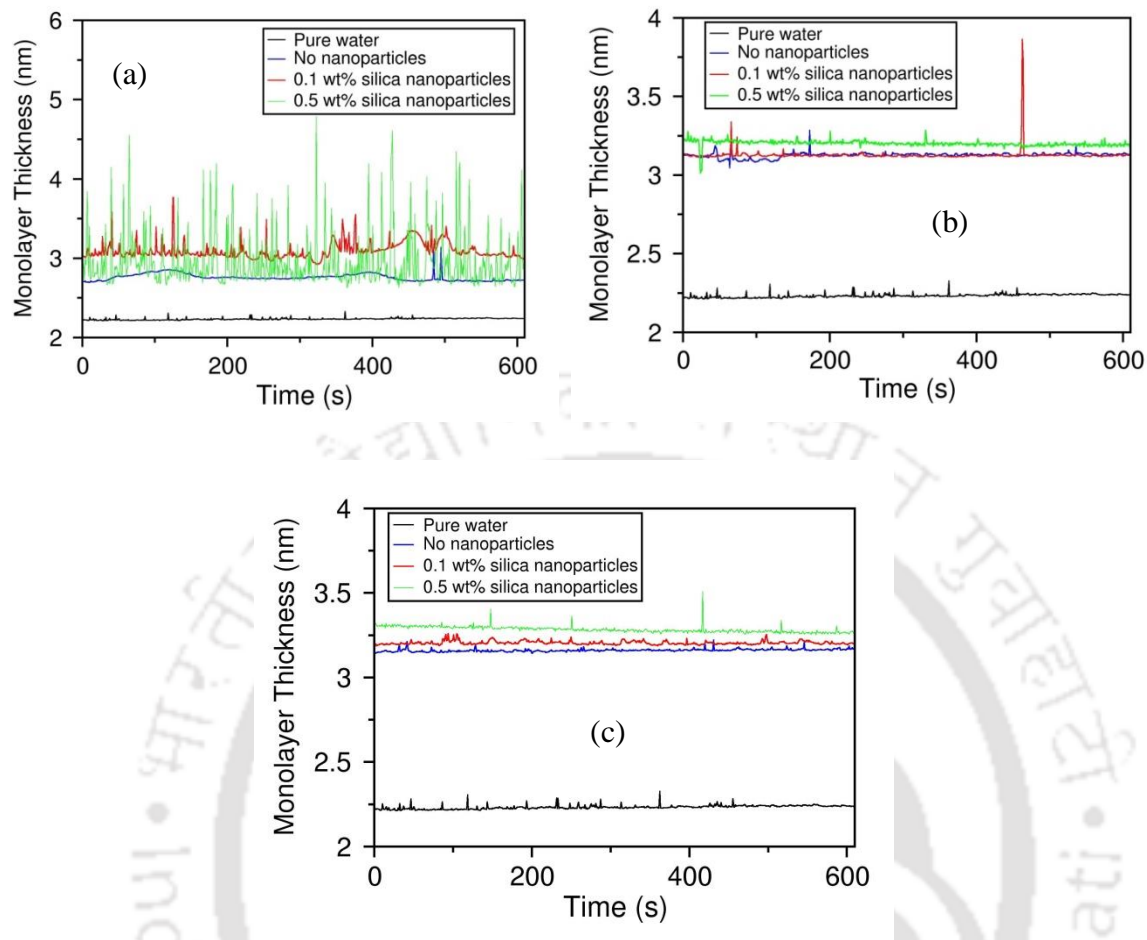 6
5
4
3
2
Monolayer Thickness (nm)
(a)
Pure water
No nanoparticles
0.1 wt% silica nanoparticles
0.5 wt% silica nanoparticles
0 200 400 600
Time (s)
4
3.5
3
2.5
2
Monolayer Thickness (nm)
Pure water
No nanoparticles
0.1 wt% silica nanoparticles
0.5 wt% silica nanoparticles
(b)
0 200 400 600
Time (s)
4
3.5
3
2.5
2
Monolayer Thickness (nm)
Pure water
No nanoparticles
0.1 wt% silica nanoparticles
0.5 wt% silica nanoparticles
(c)
0 200 400 600
Time (s)